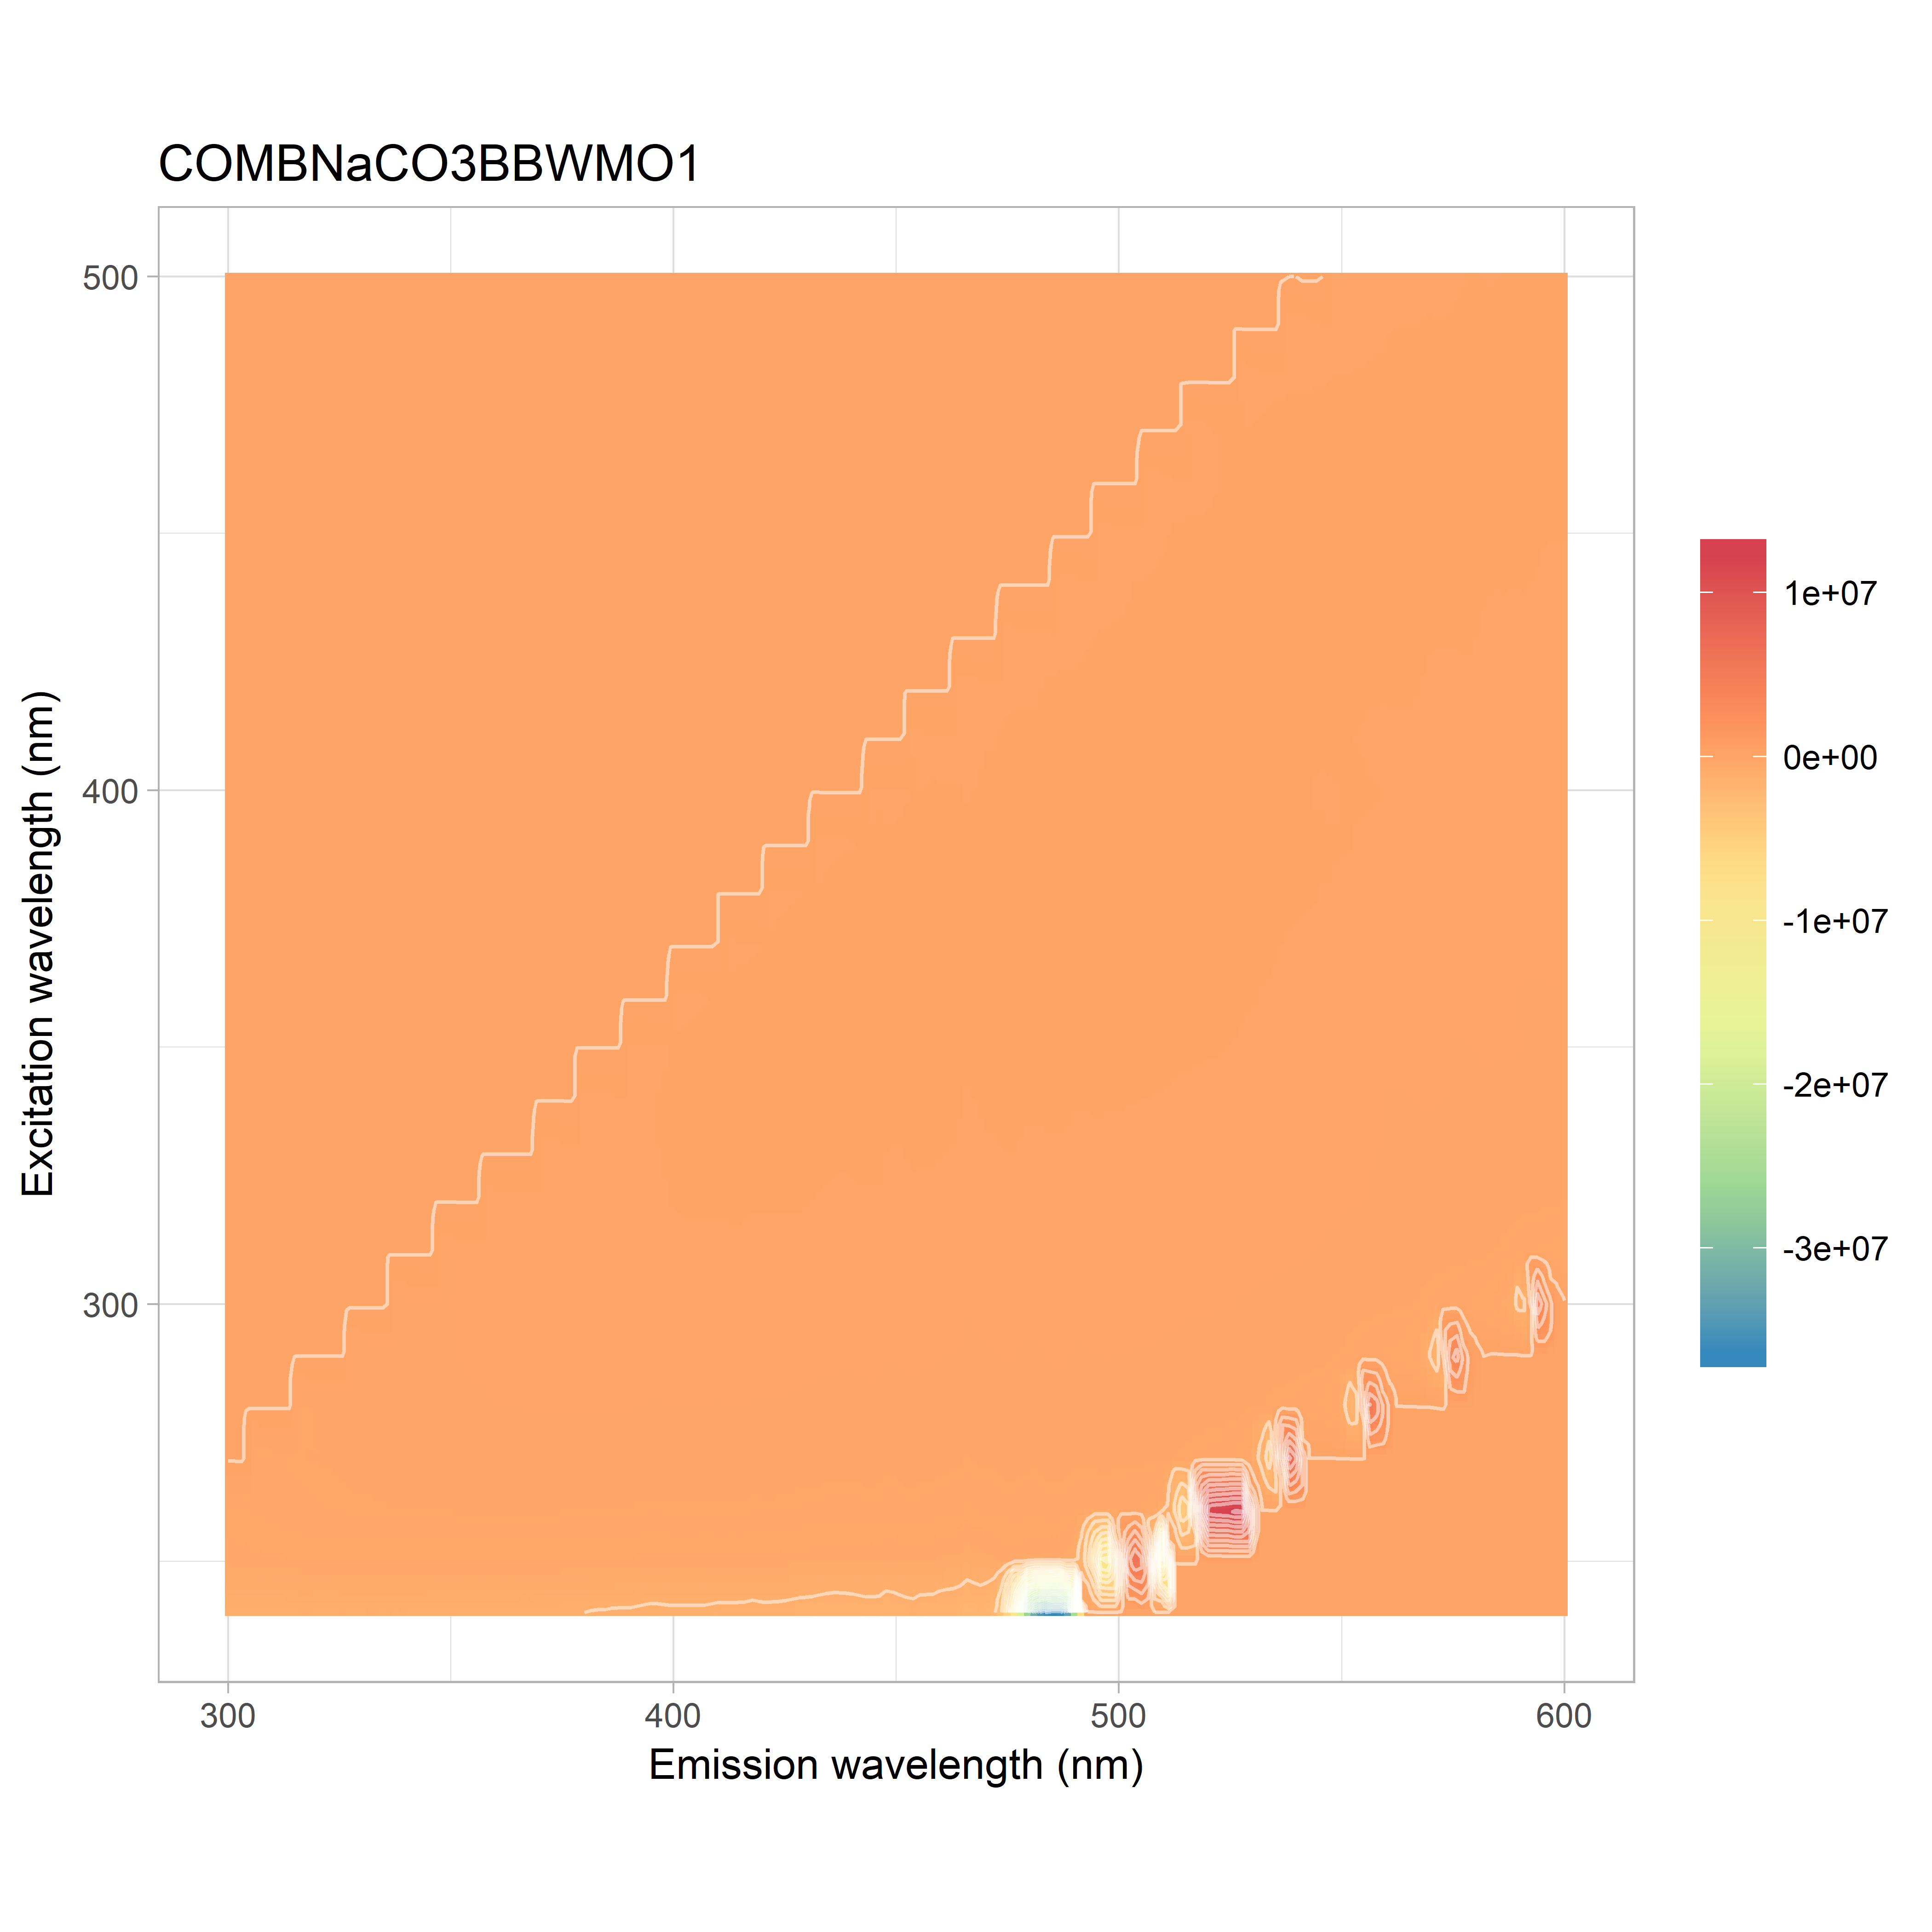 COMBNaCO3BBWMO1
500
400
300
Excitation wavelength (nm)
300
400
500
600
Emission wavelength (nm)
1e+07
0e+00
-1e+07
-2e+07
-3e+07